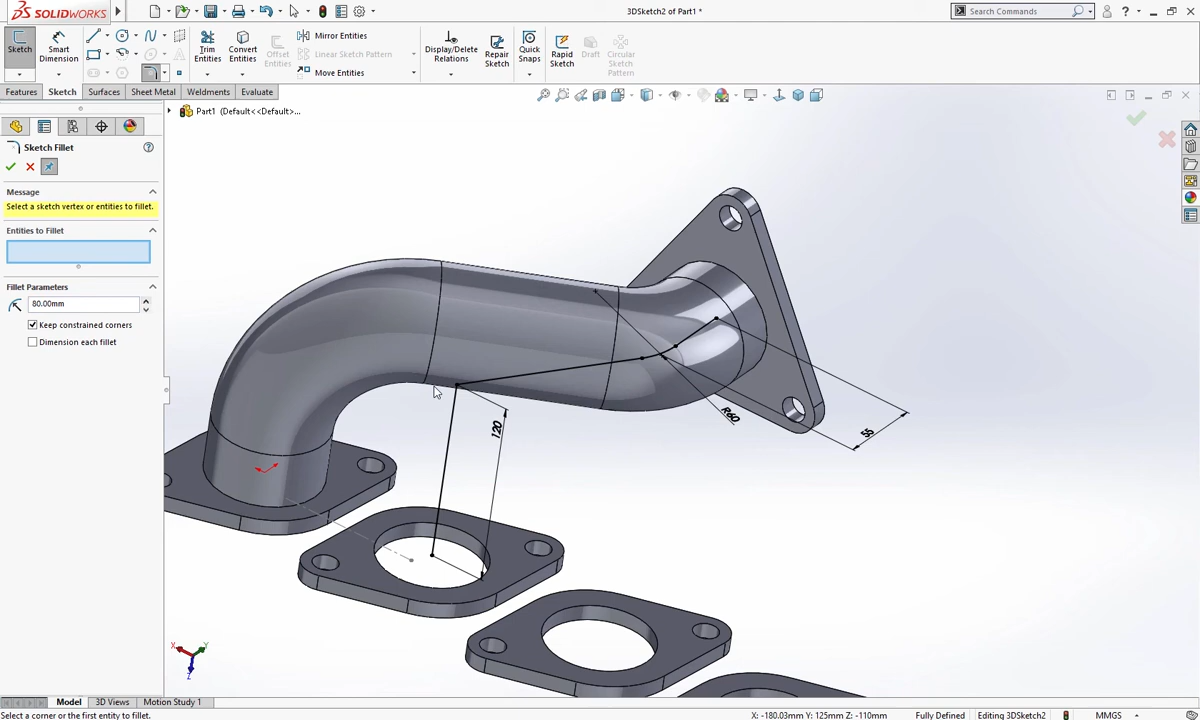 SOLIDWORKS
3DSketch2 of Part1 *
Search Commands
?
Sketch
Smart
Dimension
Trim
Entities
Convert
Entities
Offset
Entities
Mirror Entities
Linear Sketch Pattern
Move Entities
Display/Delete
Relations
Repair
Sketch
Quick
Snaps
Rapid
Sketch
Draft
Circular
Sketch
Pattern
Features
Sketch
Surfaces
Sheet Metal
Weldments
Evaluate
Part1 (Default<<Default>...
Sketch Fillet
?
Message
Select a sketch vertex or entities to fillet.
Entities to Fillet
Fillet Parameters
80.00mm
Keep constrained corners
Dimension each fillet
120
R60
55
X
Y
Z
Model
3D Views
Motion Study 1
Select a corner or the first entity to fillet.
X: -180.03mm Y: 125mm Z: -110mm
Fully Defined
Editing 3DSketch2
MMGS